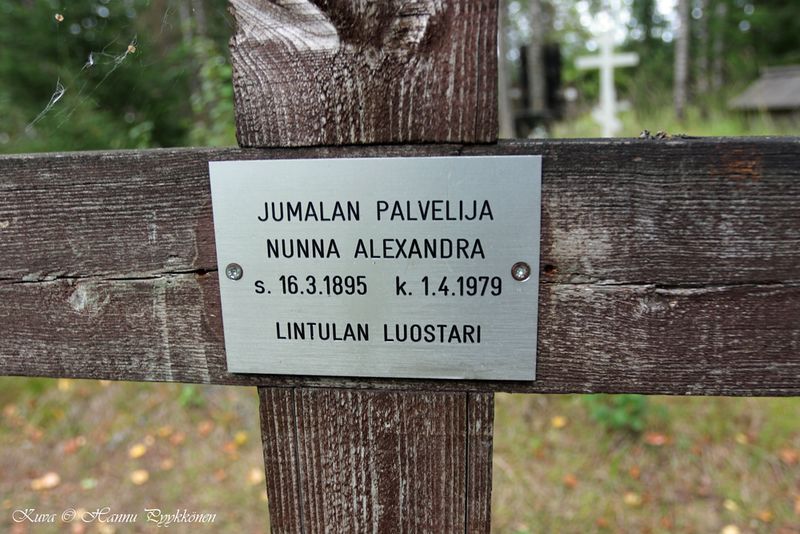 JUMALAN PALVELIJA
NUNNA ALEXANDRA
s. 16.3.1895 k. 1.4.1979
LINTULAN LUOSTARI
Kuva © Hannu Pyykkönen